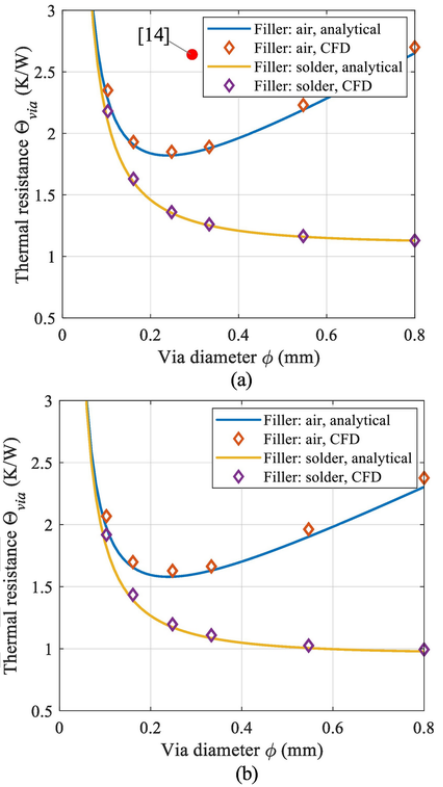 3
[14]
Filler: air, analytical
Filler: air, CFD
Filler: solder, analytical
Filler: solder, CFD
2.5
2
1.5
1
0.5
0 0.2 0.4 0.6 0.8
Thermal resistance Θvia (K/W)
Via diameter ϕ (mm)
(a)
3
Filler: air, analytical
Filler: air, CFD
Filler: solder, analytical
Filler: solder, CFD
2.5
2
1.5
1
0.5
0 0.2 0.4 0.6 0.8
Thermal resistance Θvia (K/W)
Via diameter ϕ (mm)
(b)